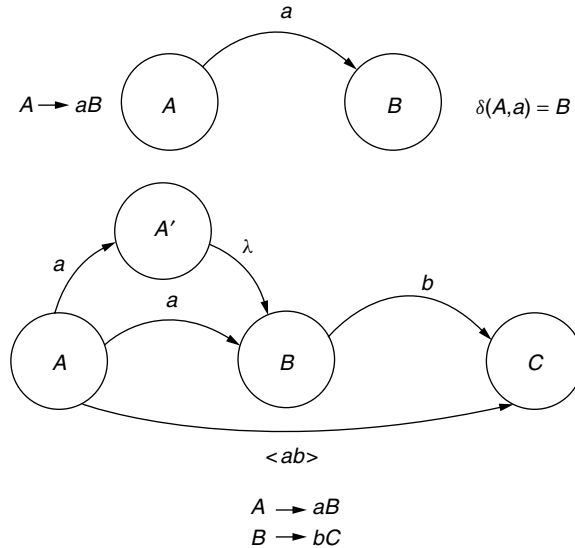 a
A → aB
A
B
δ(A,a) = B
A′
a
λ
a
b
A
B
C
<ab>
A → aB
B → bC